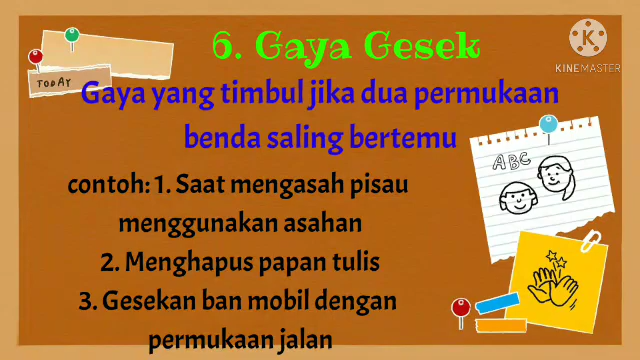 6. Gaya Gesek
KINEMASTER
TODAY
Gaya yang timbul jika dua permukaan
benda saling bertemu
ABC
contoh: 1. Saat mengasah pisau
menggunakan asahan
2. Menghapus papan tulis
3. Gesekan ban mobil dengan
permukaan jalan